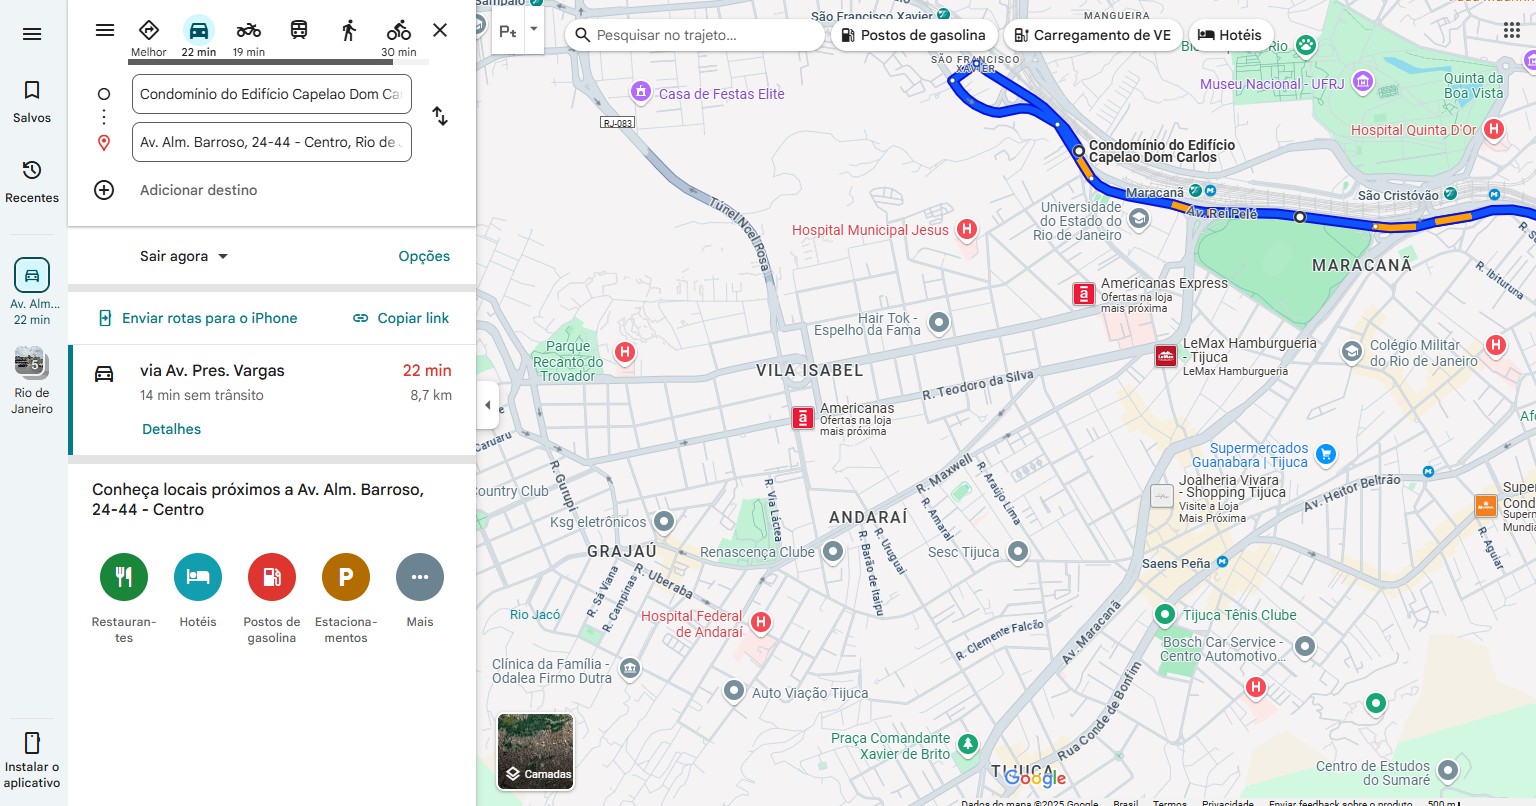 Salvos
Recentes
Av. Alm...
22 min
5
Rio de
Janeiro
Instalar o
aplicativo
Melhor
22 min
19 min
30 min
Condomínio do Edifício Capelao Dom Ca
Av. Alm. Barroso, 24-44 - Centro, Rio de
Adicionar destino
Sair agora
Opções
Enviar rotas para o iPhone
Copiar link
via Av. Pres. Vargas
22 min
14 min sem trânsito
8,7 km
Detalhes
Conheça locais próximos a Av. Alm. Barroso,
24-44 - Centro
P
Restauran-
tes
Hotéis
Postos de
gasolina
Estaciona-
mentos
Mais
Pesquisar no trajeto...
Postos de gasolina
Carregamento de VE
Hotéis
São Francisco Xavier
MANGUEIRA
SÃO FRANCISCO
XAVIER
Casa de Festas Elite
RJ-083
Museu Nacional - UFRJ
Quinta da
Boa Vista
Hospital Quinta D'Or
Condomínio do Edifício
Capelao Dom Carlos
Maracanã
Av. Rei Pelé
São Cristóvão
Túnel Noel Rosa
Universidade
do Estado do
Rio de Janeiro
Hospital Municipal Jesus
MARACANÃ
R. Ibituruna
Americanas Express
Ofertas na loja
mais próxima
Hair Tok -
Espelho da Fama
LeMax Hamburgueria
- Tijuca
LeMax Hamburgueria
Colégio Militar
do Rio de Janeiro
Parque
Recanto do
Trovador
VILA ISABEL
R. Teodoro da Silva
Americanas
Ofertas na loja
mais próxima
Caruaru
Supermercados
Guanabara | Tijuca
R. Maxwell
R. Araújo Lima
R. Gurupi
R. Via Láctea
Country Club
Joalheria Vivara
- Shopping Tijuca
Visite a Loja
Mais Próxima
Av. Heitor Beltrão
ANDARAÍ
R. Amaral
Ksg eletrônicos
GRAJAÚ
Renascença Clube
R. Uruguai
R. Barão de Itaipu
Sesc Tijuca
Saens Peña
R. Aguiar
R. Uberaba
R. Sá Viana
R. Campinas
Rio Jacó
Hospital Federal
de Andaraí
Tijuca Tênis Clube
R. Clemente Falcão
Av. Maracanã
Bosch Car Service -
Centro Automotivo...
Clínica da Família -
Odalea Firmo Dutra
Auto Viação Tijuca
Rua Conde de Bonfim
Praça Comandante
Xavier de Brito
TIJUCA
Google
Centro de Estudos
do Sumaré
Camadas
Dados do mapa ©2025 Google
Brasil
Termos
Privacidade
Enviar feedback sobre o produto
500 m